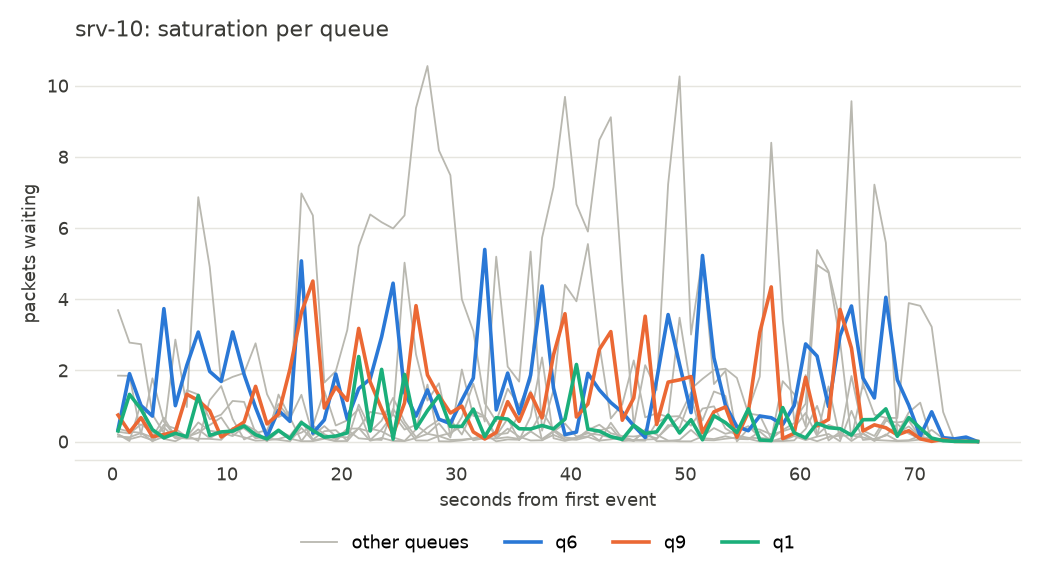 srv-10: saturation per queue
packets waiting
10
8
6
4
2
0
0 10 20 30 40 50 60 70
seconds from first event
other queues q6 q9 q1